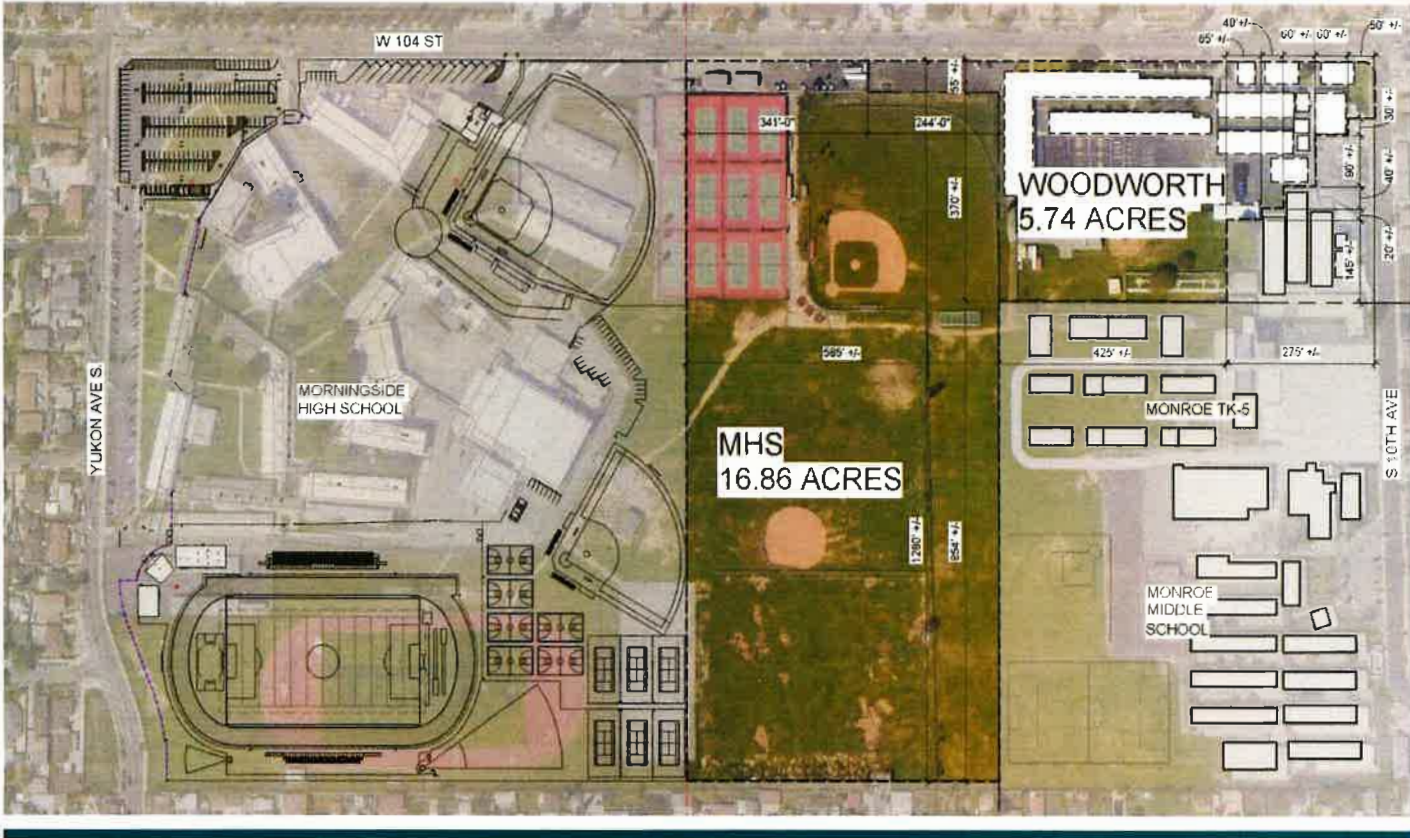 W 104 ST
40' +/-
65' +/-
60' +/-
60' +/-
50' +/-
55' +/-
341'-0"
244'-0"
30' +/-
90' +/-
40' +/-
370' +/-
WOODWORTH
5.74 ACRES
20' +/-
145' +/-
585' +/-
425' +/-
275' +/-
YUKON AVE S.
MORNINGSIDE
HIGH SCHOOL
MONROE TK-5
S 10TH AVE
MHS
16.86 ACRES
1280' +/-
854' +/-
MONROE
MIDDLE
SCHOOL